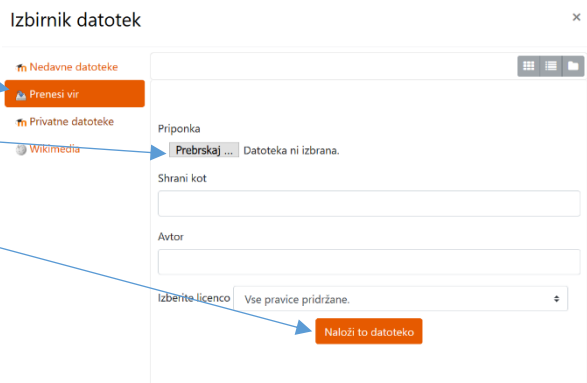 Izbirnik datotek
×
Nedavne datoteke
Prenesi vir
Privatne datoteke
Wikimedia
Priponka
Prebrskaj ... Datoteka ni izbrana.
Shrani kot
Avtor
Izberite licenco Vse pravice pridržane.
Naloži to datoteko